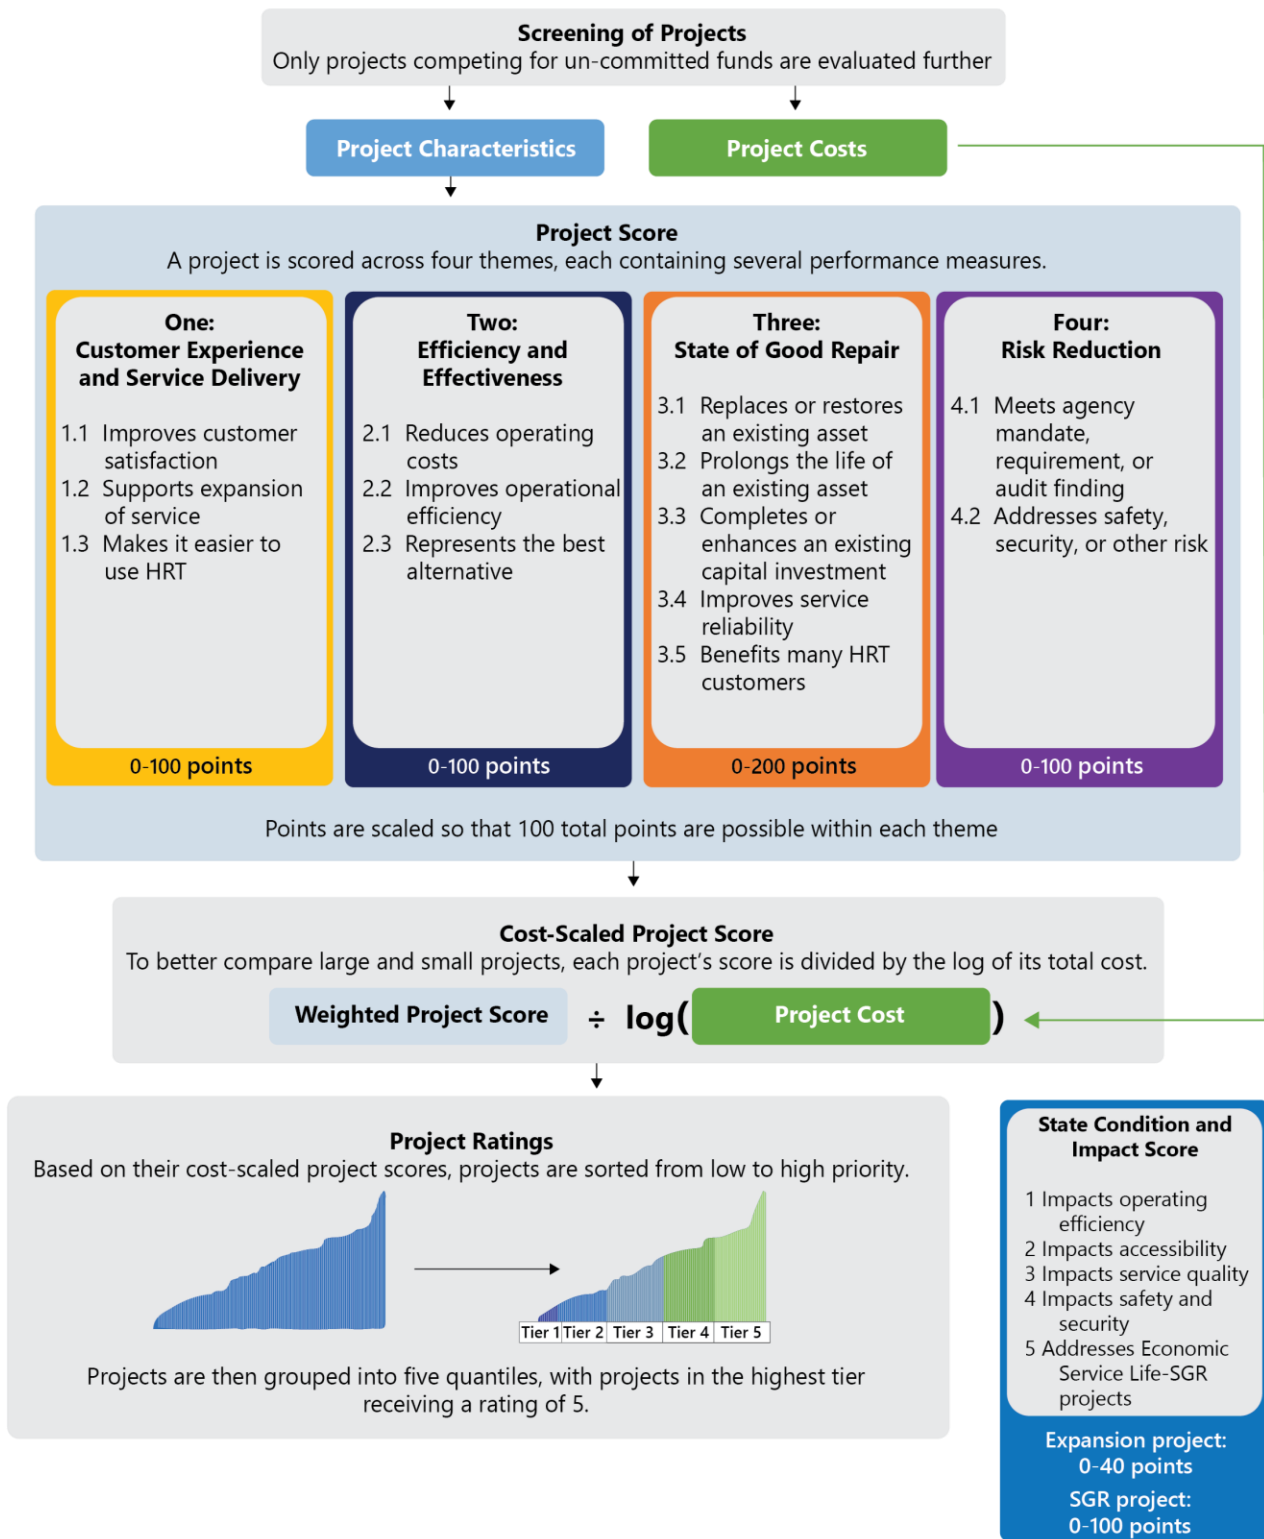 Screening of Projects
Only projects competing for un-committed funds are evaluated further
Project Characteristics
Project Costs
Project Score
A project is scored across four themes, each containing several performance measures.
One:
Customer Experience
and Service Delivery
1.1 Improves customer
satisfaction
1.2 Supports expansion
of service
1.3 Makes it easier to
use HRT
0-100 points
Two:
Efficiency and
Effectiveness
2.1 Reduces operating
costs
2.2 Improves operational
efficiency
2.3 Represents the best
alternative
0-100 points
Three:
State of Good Repair
3.1 Replaces or restores
an existing asset
3.2 Prolongs the life of
an existing asset
3.3 Completes or
enhances an existing
capital investment
3.4 Improves service
reliability
3.5 Benefits many HRT
customers
0-200 points
Four:
Risk Reduction
4.1 Meets agency
mandate,
requirement, or
audit finding
4.2 Addresses safety,
security, or other risk
0-100 points
Points are scaled so that 100 total points are possible within each theme
Cost-Scaled Project Score
To better compare large and small projects, each project's score is divided by the log of its total cost.
Weighted Project Score ÷ log( Project Cost )
Project Ratings
Based on their cost-scaled project scores, projects are sorted from low to high priority.
Tier 1 Tier 2 Tier 3 Tier 4 Tier 5
Projects are then grouped into five quantiles, with projects in the highest tier
receiving a rating of 5.
State Condition and
Impact Score
1 Impacts operating
efficiency
2 Impacts accessibility
3 Impacts service quality
4 Impacts safety and
security
5 Addresses Economic
Service Life-SGR
projects
Expansion project:
0-40 points
SGR project:
0-100 points